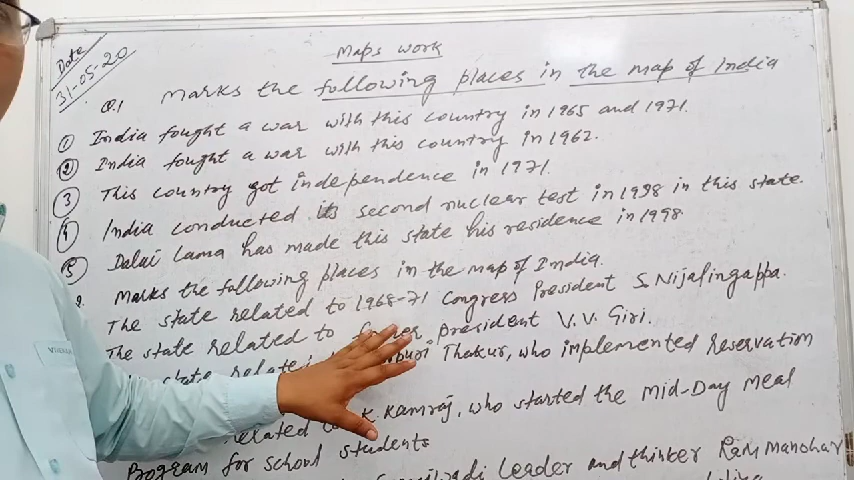 Date
31-05-20
Maps work
Q.1 Marks the following places in the map of India
① India fought a war with this country in 1965 and 1971.
② India fought a war with this country in 1962.
③ This country got independence in 1971.
④ India conducted its second nuclear test in 1998 in this state.
⑤ Dalai Lama has made this state his residence in 1998
2. Marks the following places in the map of India.
The state related to 1968-71 Congress President S. Nijalingappa.
The state related to president V.V. Giri.
state related Thakur, who implemented Reservation
related to K. Kamraj, who started the Mid-Day meal
Program for school students
Leader and thinker Ram Manohar